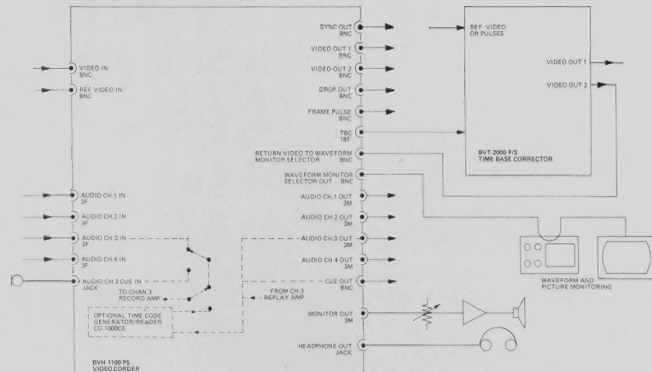 VIDEO IN
BNC
REF VIDEO IN
BNC
AUDIO CH.1 IN
3F
AUDIO CH.2 IN
3F
AUDIO CH.3 IN
3F
AUDIO CH.4 IN
3F
AUDIO CH.3 CUE IN
JACK
TO CHAN.3
RECORD AMP
OPTIONAL TIME CODE
GENERATOR/READER
CG-1000CE
BVH-1100 PS
VIDEO CORDER
SYNC OUT
BNC
VIDEO OUT 1
BNC
VIDEO OUT 2
BNC
DROP OUT
BNC
FRAME PULSE
BNC
TBC
18F
RETURN VIDEO TO WAVEFORM
MONITOR SELECTOR BNC
WAVEFORM MONITOR
SELECTOR OUT BNC
AUDIO CH.1 OUT
3M
AUDIO CH.2 OUT
3M
AUDIO CH.3 OUT
3M
AUDIO CH.4 OUT
3M
CUE OUT
BNC
FROM CH.3
REPLAY AMP
MONITOR OUT
3M
HEADPHONE OUT
JACK
REF. VIDEO
OR PULSES
VIDEO OUT 1
VIDEO OUT 2
BVT-2000 P/S
TIME BASE CORRECTOR
WAVEFORM AND
PICTURE MONITORING